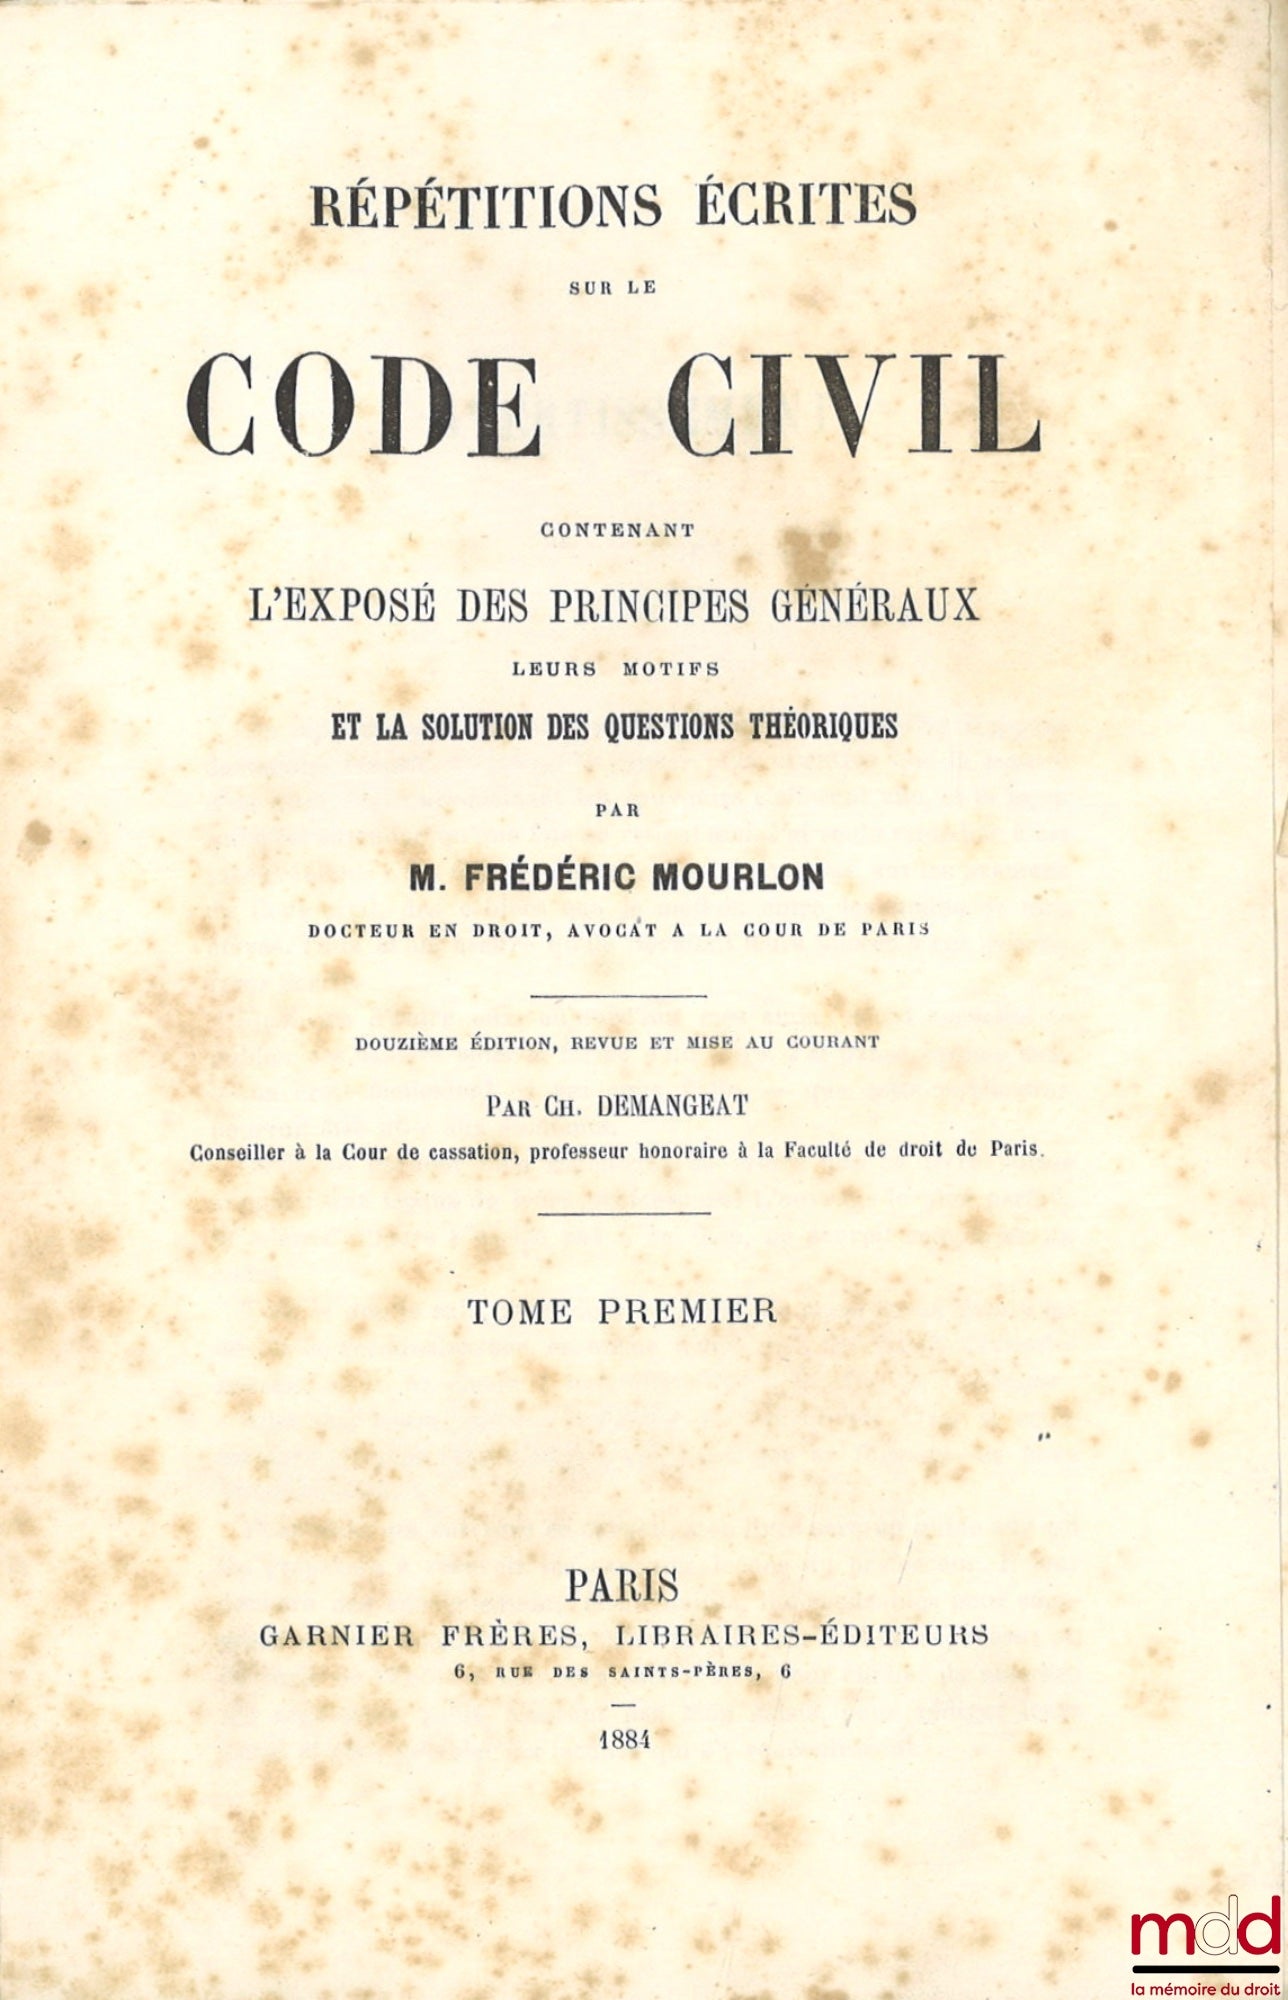 RÉPÉTITIONS ÉCRITES
SUR LE
CODE CIVIL
CONTENANT
L'EXPOSÉ DES PRINCIPES GÉNÉRAUX
LEURS MOTIFS
ET LA SOLUTION DES QUESTIONS THÉORIQUES
PAR
M. FRÉDÉRIC MOURLON
DOCTEUR EN DROIT, AVOCAT A LA COUR DE PARIS
DOUZIÈME ÉDITION, REVUE ET MISE AU COURANT
PAR CH. DEMANGEAT
Conseiller à la Cour de cassation, professeur honoraire à la Faculté de droit de Paris.
TOME PREMIER
PARIS
GARNIER FRÈRES, LIBRAIRES-ÉDITEURS
6, RUE DES SAINTS-PÈRES, 6
1884
mdd
la mémoire du droit